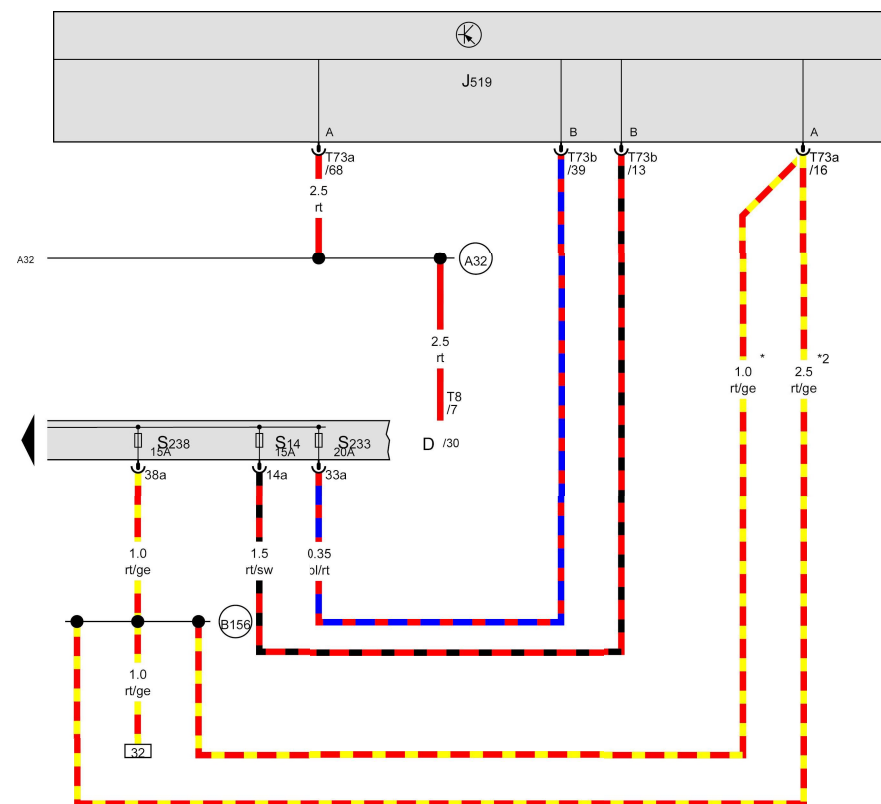 J519
A
B
B
A
T73a
/68
T73b
/39
T73b
/13
T73a
/16
2.5
rt
A32
A32
2.5
rt
*
1.0
rt/ge
*2
2.5
rt/ge
T8
/7
D /30
S238
15A
S14
15A
S233
20A
38a
14a
33a
1.0
rt/ge
1.5
rt/sw
0.35
bl/rt
B156
1.0
rt/ge
32